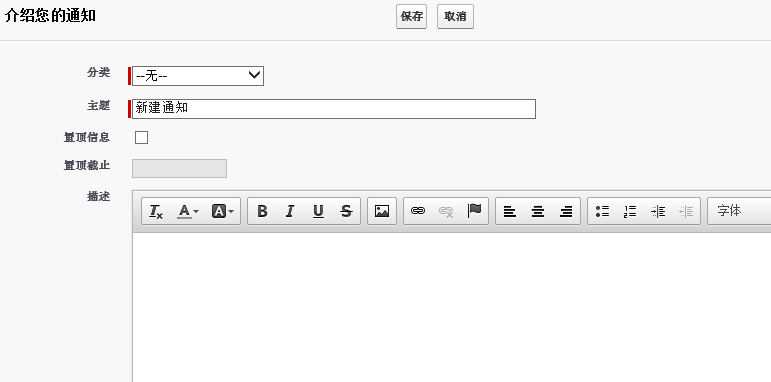 介绍您的通知
保存 取消
分类 --无--
主题 新建通知
置顶信息
置顶截止
描述
B I U S 字体